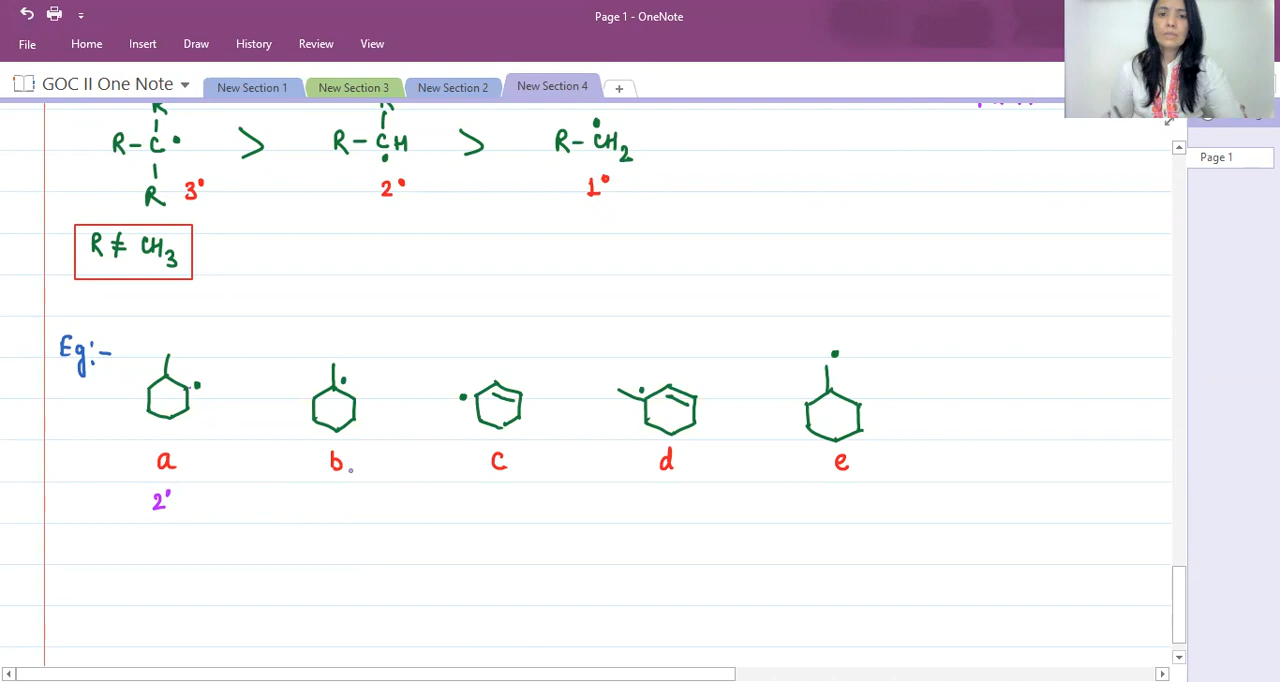 Page 1 - OneNote
File Home Insert Draw History Review View
GOC II One Note New Section 1 New Section 3 New Section 2 New Section 4 +
Page 1
R R
R - C • > R - CH > R - CH2
R 3° 2° 1°
R ≠ CH3
Eg:-
a b c d e
2°